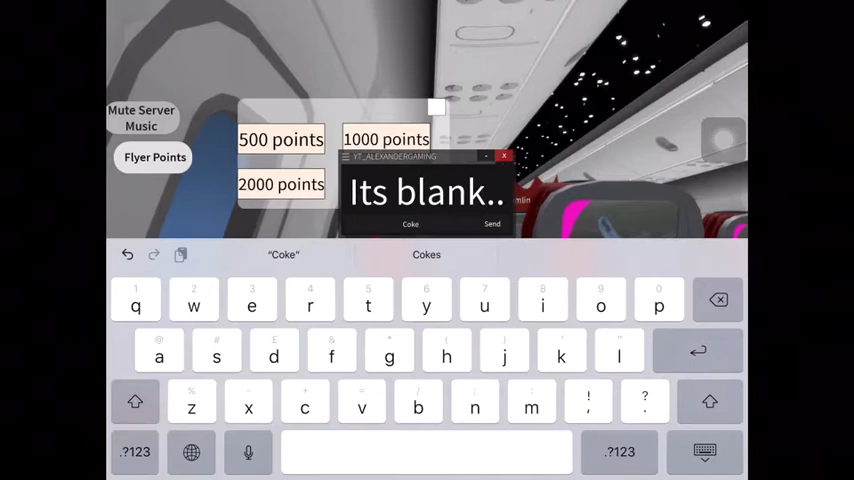 Mute Server
Music
Flyer Points
500 points
1000 points
2000 points
YT_ALEXANDERGAMING
- x
Its blank..
mlin
Coke
Send
"Coke"
Cokes
1 2 3 4 5 6 7 8 9 0
q w e r t y u i o p
@ # £ & * ( ) ' "
a s d f g h j k l
% - + = / ; : ! ?
z x c v b n m , .
.?123
.?123